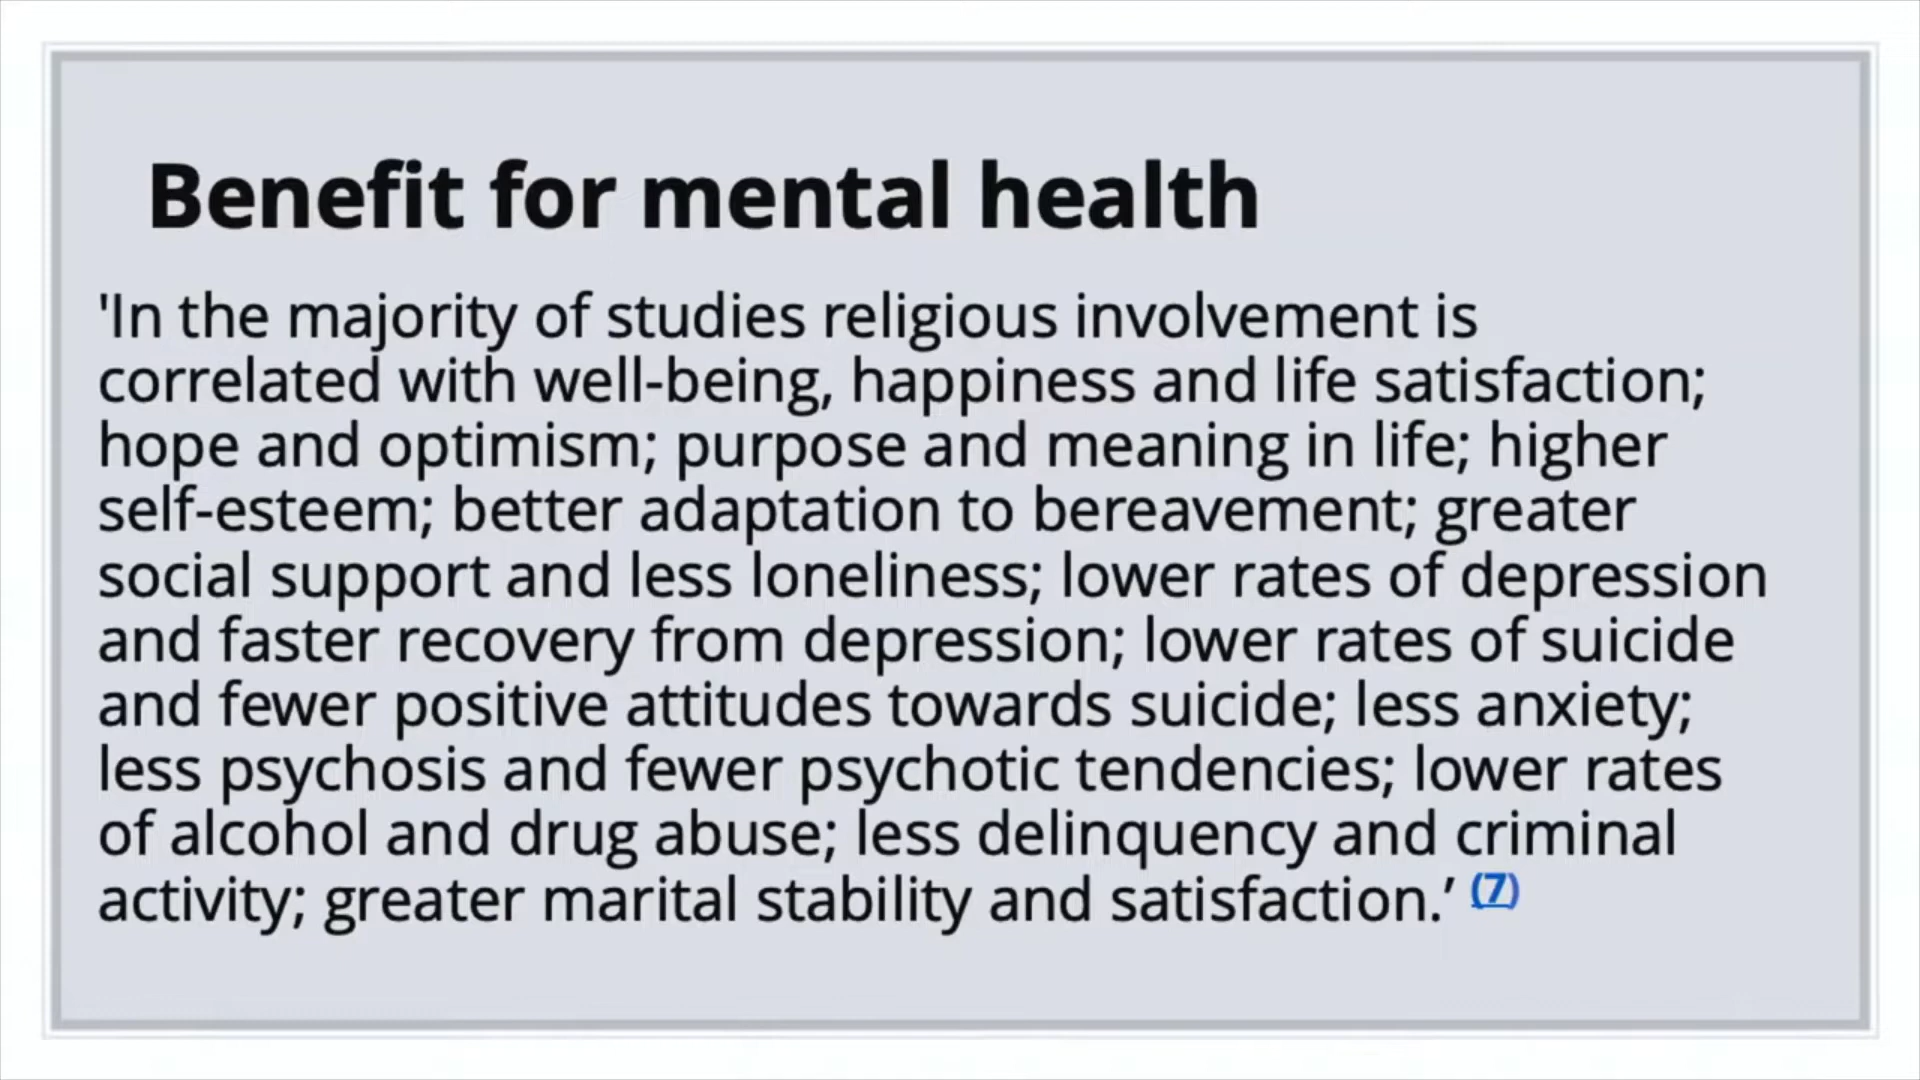 Benefit for mental health
'In the majority of studies religious involvement is
correlated with well-being, happiness and life satisfaction;
hope and optimism; purpose and meaning in life; higher
self-esteem; better adaptation to bereavement; greater
social support and less loneliness; lower rates of depression
and faster recovery from depression; lower rates of suicide
and fewer positive attitudes towards suicide; less anxiety;
less psychosis and fewer psychotic tendencies; lower rates
of alcohol and drug abuse; less delinquency and criminal
activity; greater marital stability and satisfaction.’ (7)